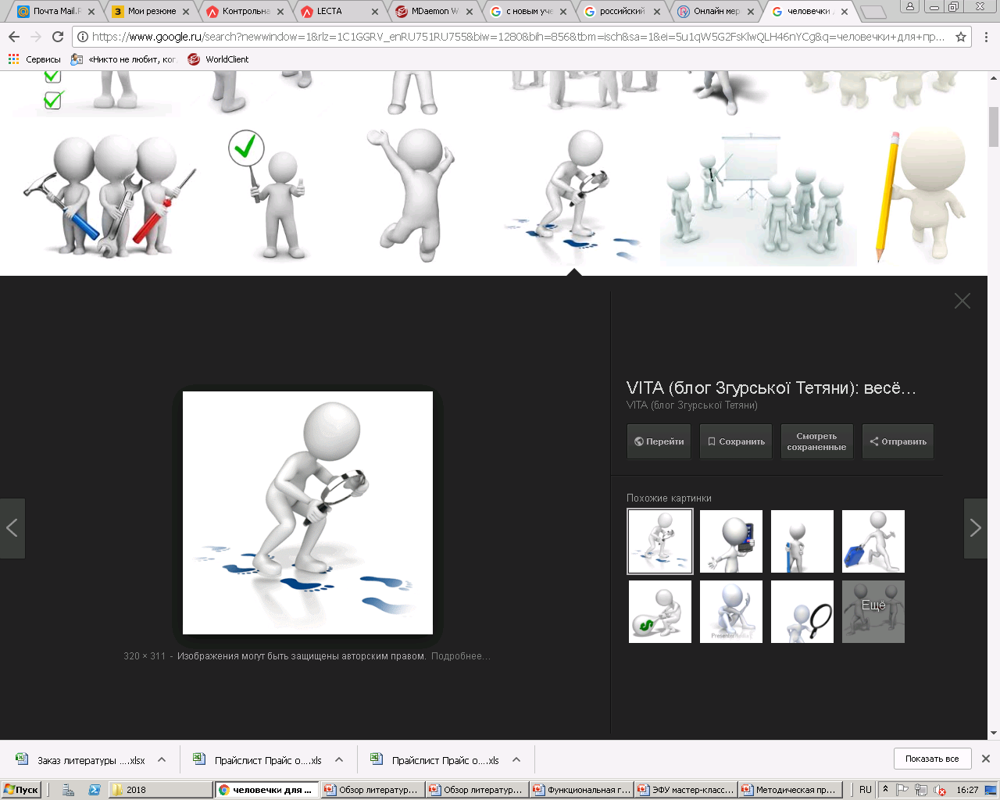 Почта Mail.R
Мои резюме
Контрольна
LECTA
MDaemon W
с новым уче
российский
Онлайн мер
человечки д
https://www.google.ru/search?newwindow=1&rlz=1C1GGRV_enRU751RU755&biw=1280&bih=856&tbm=isch&sa=1&ei=5u1qW5G2FsKlwQLH46nYCg&q=человечки+для+пр...
Сервисы
«Никто не любит, ког
WorldClient
VITA (блог Згурської Тетяни): весё...
VITA (блог Згурської Тетяни)
Перейти
Сохранить
Смотреть
сохраненные
Отправить
Похожие картинки
Ещё
320 × 311 - Изображения могут быть защищены авторским правом. Подробнее...
Заказ литературы ....xlsx
Прайслист Прайс о....xls
Прайслист Прайс о....xls
Показать все
Пуск
2018
человечки для ...
Обзор литератур...
Обзор литератур...
Функциональная г...
ЭФУ мастер-класс...
Методическая пр...
RU
16:27